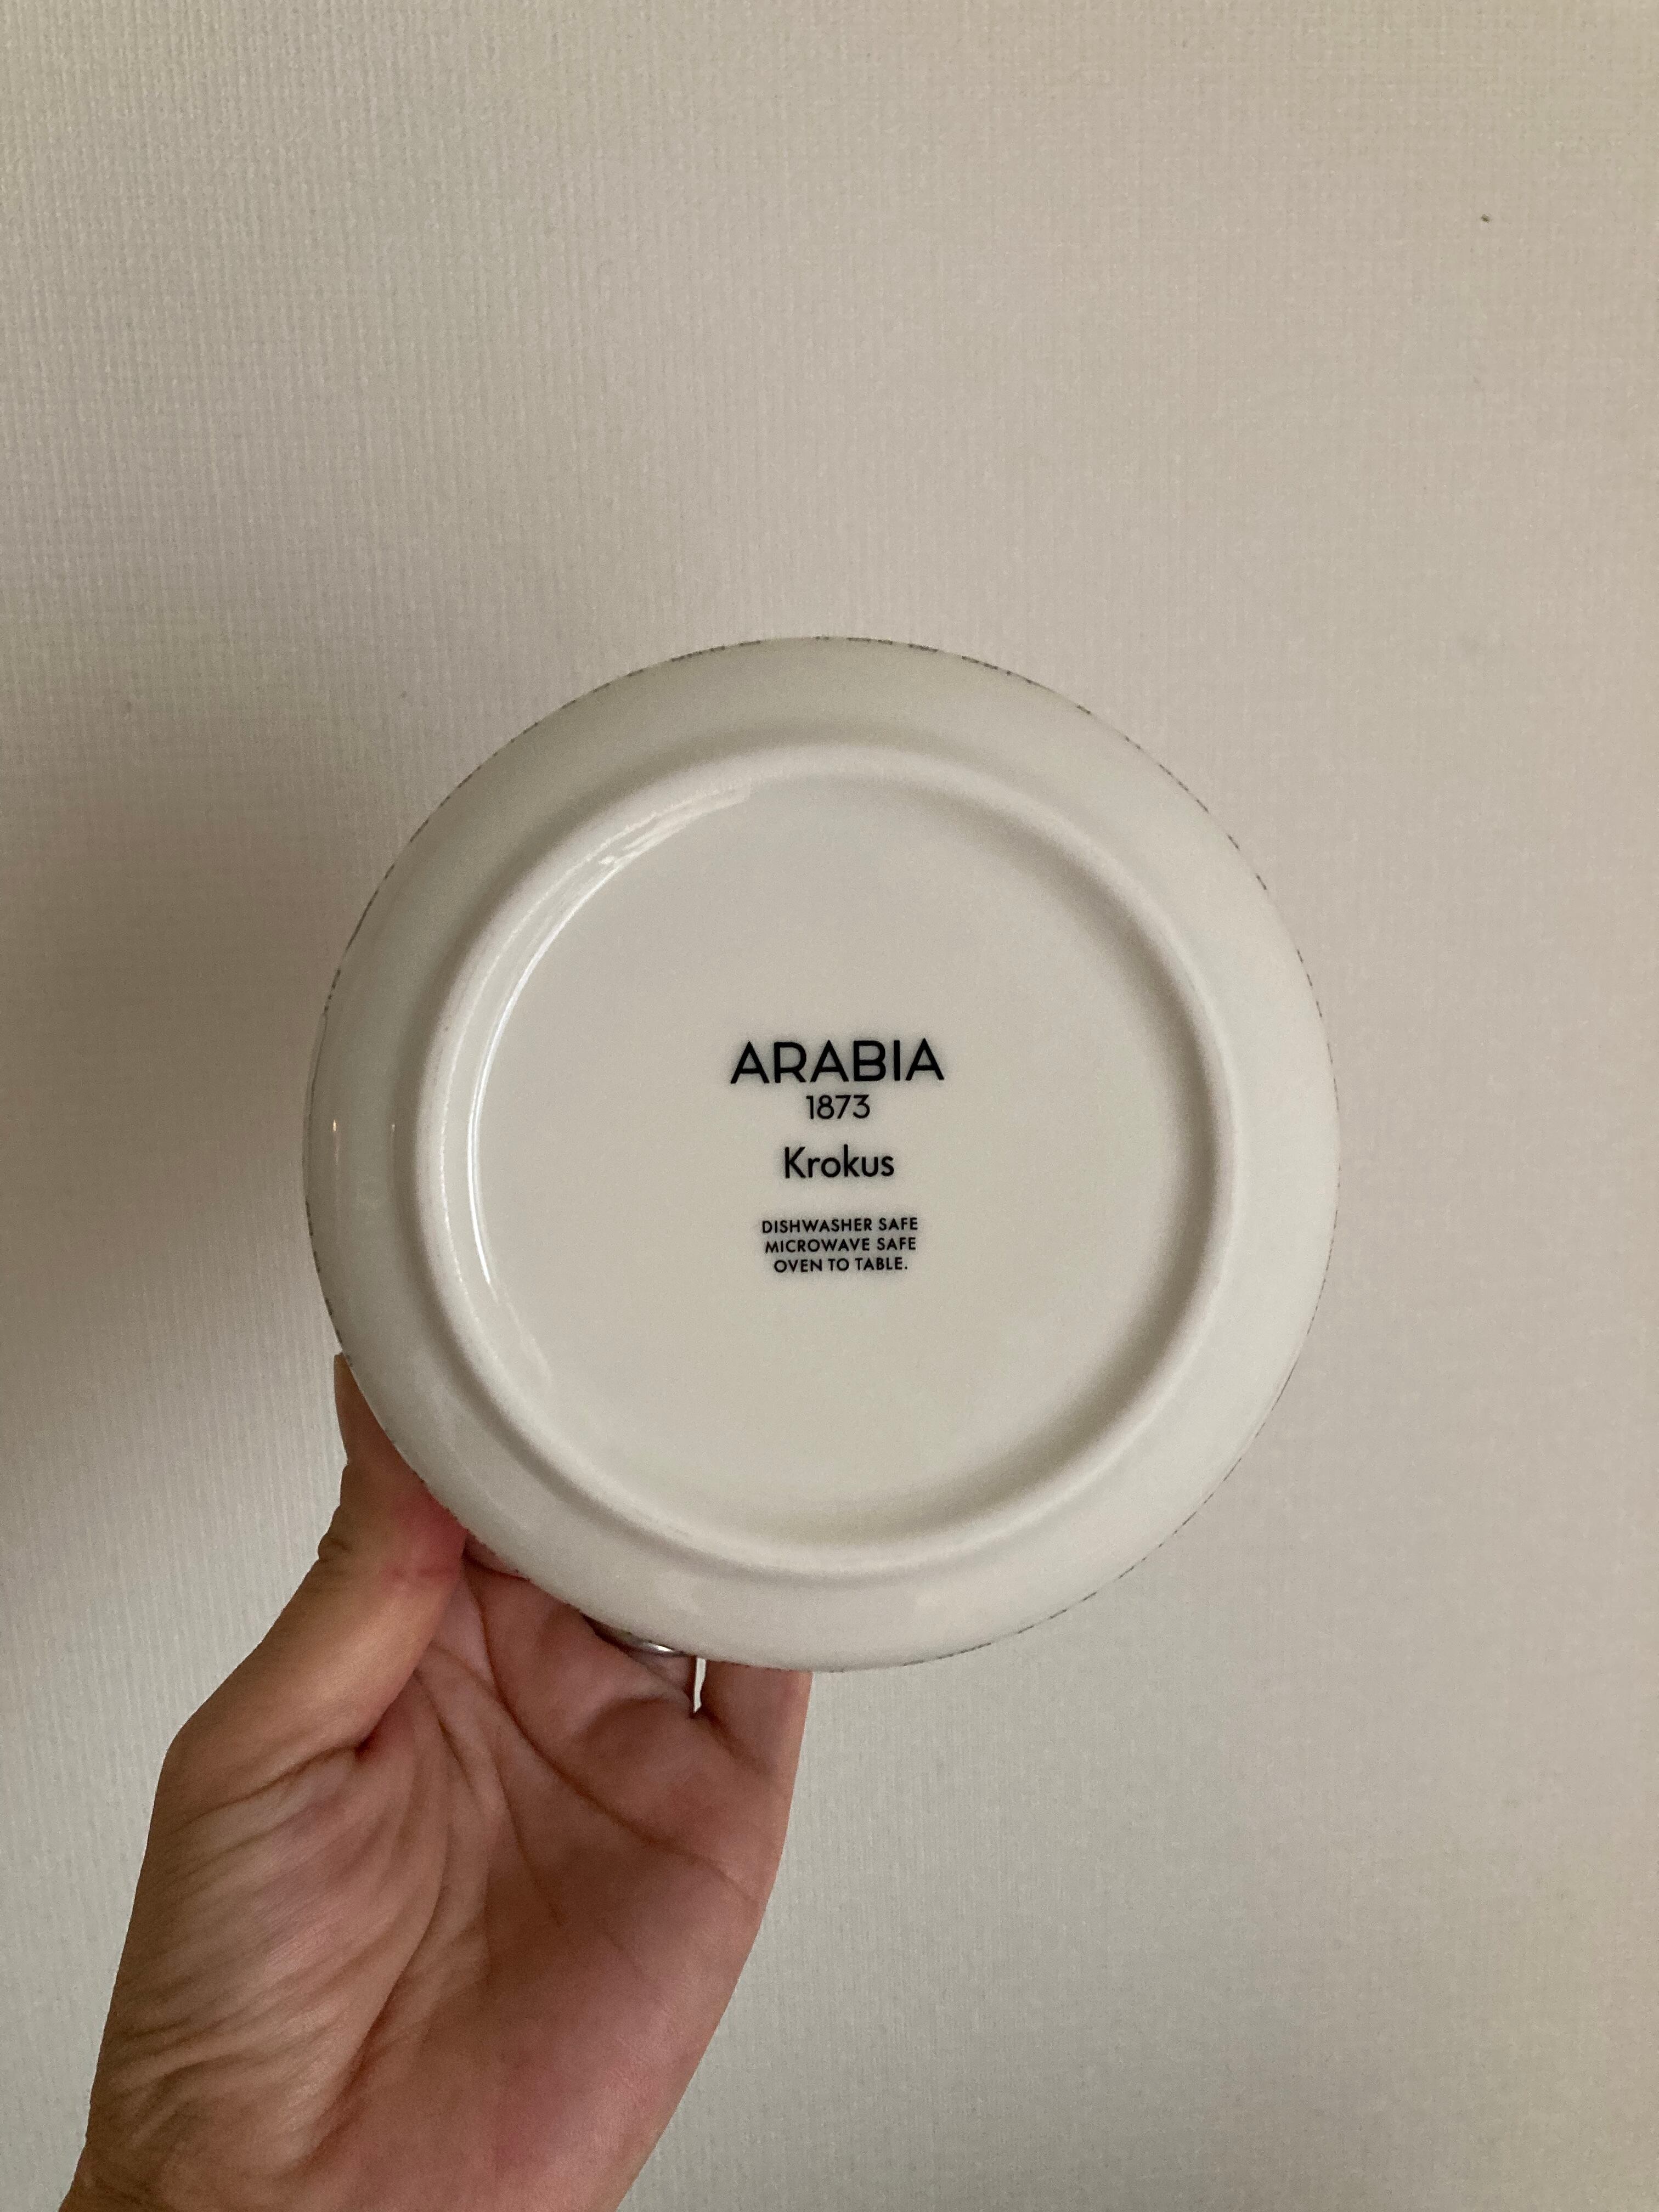 ARABIA
1873
Krokus
DISHWASHER SAFE
MICROWAVE SAFE
OVEN TO TABLE.